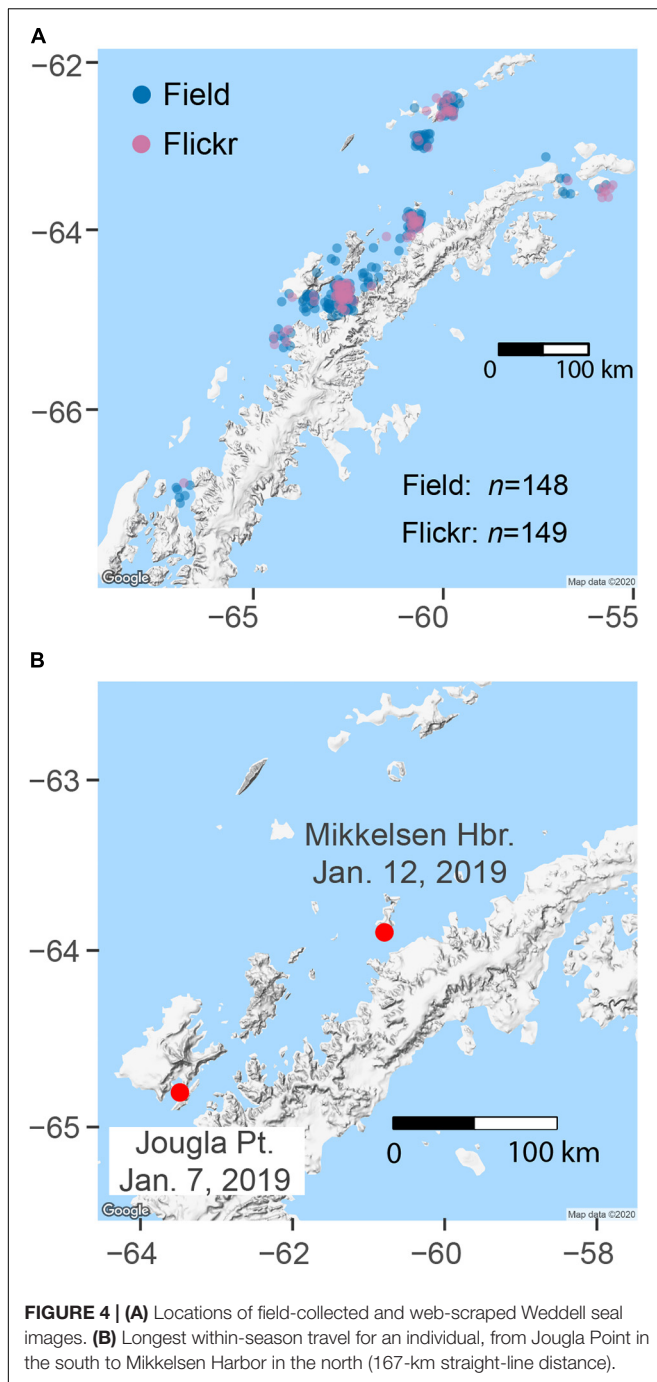 A
−62
−64
−66
Field
Flickr
0 100 km
Field: n=148
Flickr: n=149
Google
Map data ©2020
−65 −60 −55
B
−63
−64
−65
Mikkelsen Hbr.
Jan. 12, 2019
Jougla Pt.
Jan. 7, 2019
0 100 km
Google
Map data ©2020
−64 −62 −60 −58
FIGURE 4 | (A) Locations of field-collected and web-scraped Weddell seal
images. (B) Longest within-season travel for an individual, from Jougla Point in
the south to Mikkelsen Harbor in the north (167-km straight-line distance).